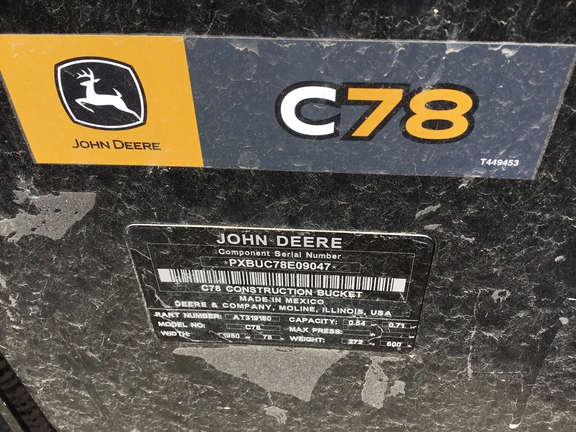 JOHN DEERE
C78
T449453
JOHN DEERE
Component Serial Number
*PXBUC78E09047*
C78 CONSTRUCTION BUCKET
MADE IN MEXICO
DEERE & COMPANY, MOLINE, ILLINOIS, USA
PART NUMBER: AT319180 CAPACITY: 0.54 0.71
MODEL NO: C78 MAX PRESS:
WIDTH: 1980 78 WEIGHT: 272 600